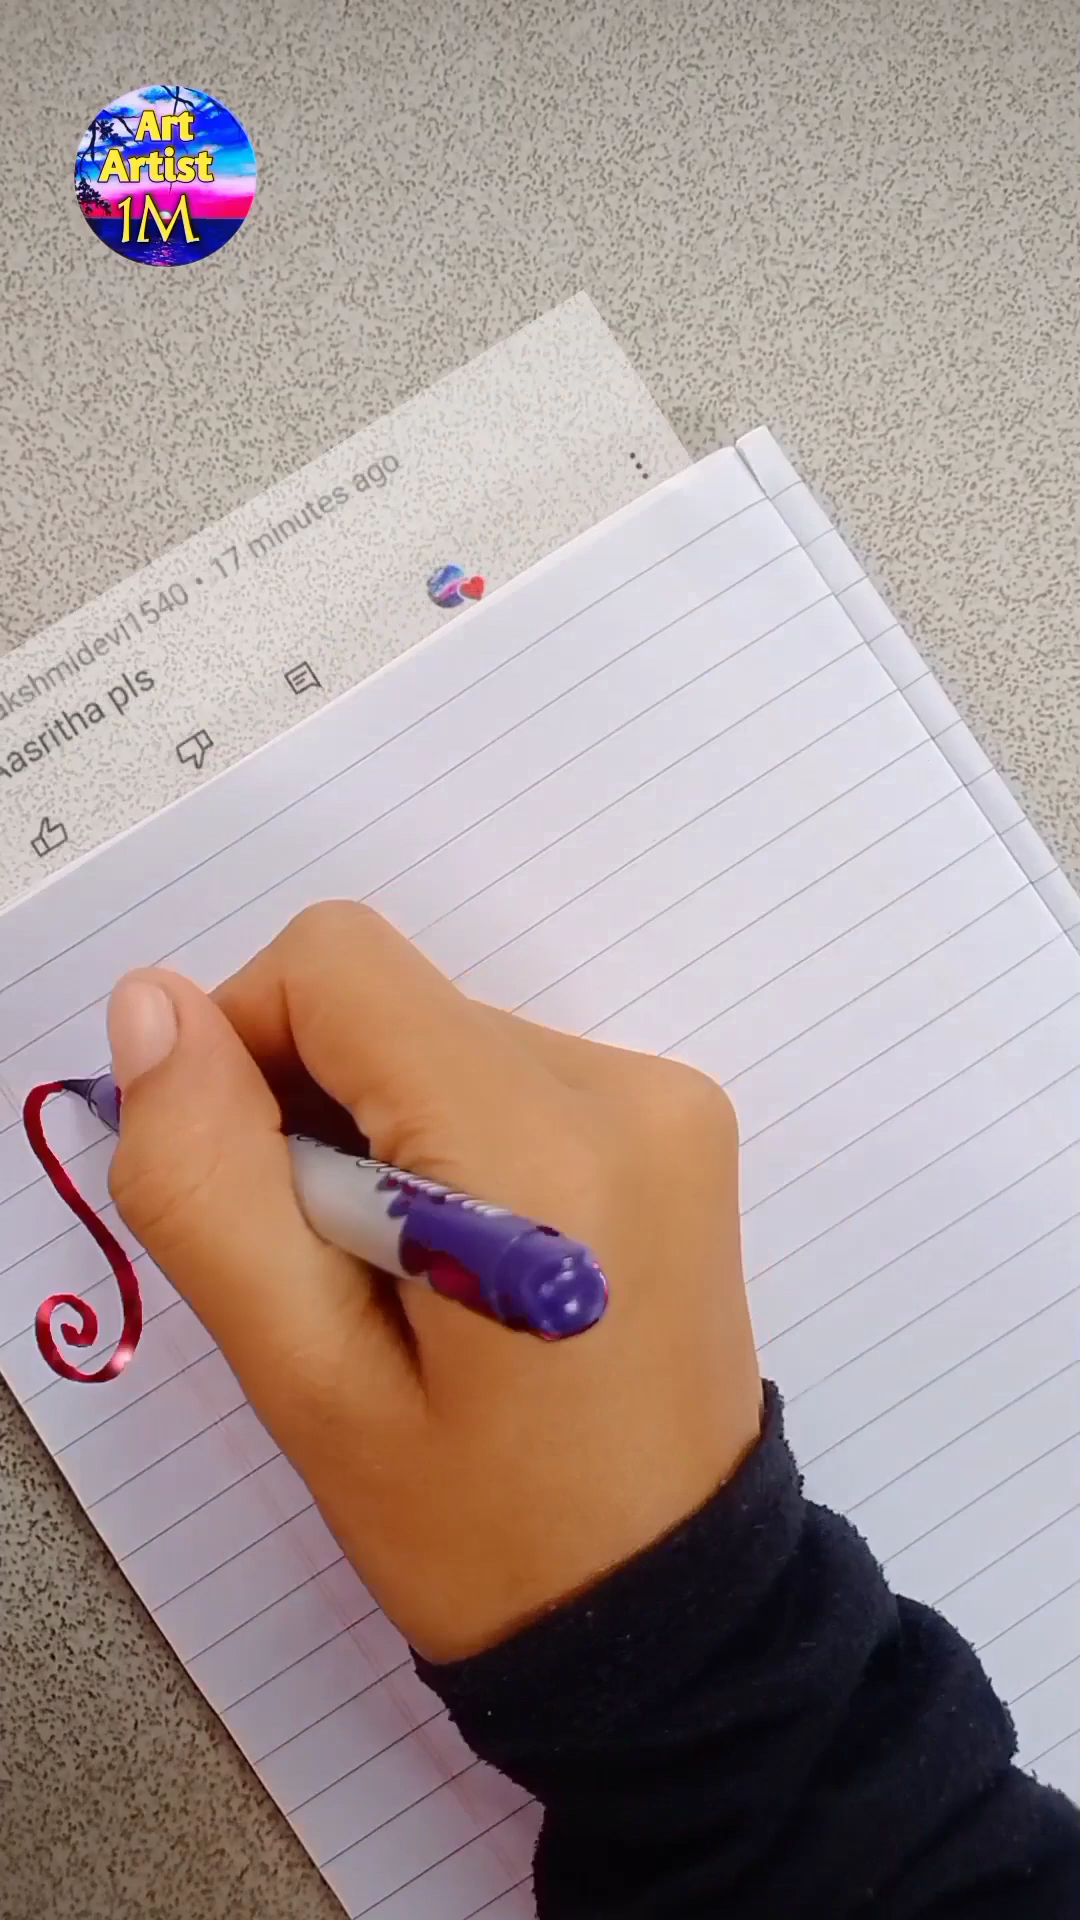 Art
Artist
1M
akshmidevi1540 • 17 minutes ago
Aasritha pls